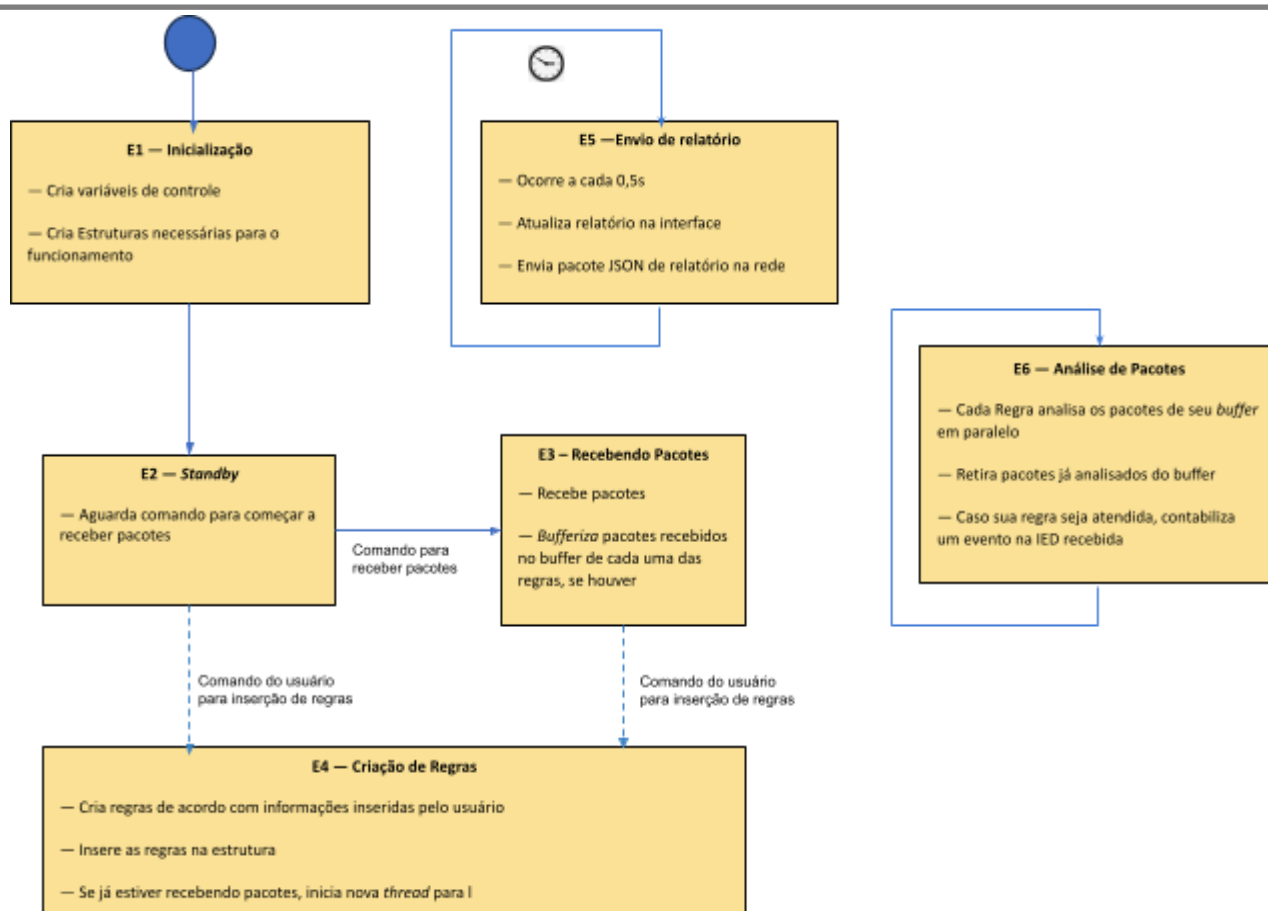 E1 — Inicialização
— Cria variáveis de controle
— Cria Estruturas necessárias para o
funcionamento
E5 —Envio de relatório
— Ocorre a cada 0,5s
— Atualiza relatório na interface
— Envia pacote JSON de relatório na rede
E6 — Análise de Pacotes
— Cada Regra analisa os pacotes de seu buffer
em paralelo
— Retira pacotes já analisados do buffer
— Caso sua regra seja atendida, contabiliza
um evento na IED recebida
E2 — Standby
— Aguarda comando para começar a
receber pacotes
Comando para
receber pacotes
E3 – Recebendo Pacotes
— Recebe pacotes
— Bufferiza pacotes recebidos
no buffer de cada uma das
regras, se houver
Comando do usuário
para inserção de regras
Comando do usuário
para inserção de regras
E4 — Criação de Regras
— Cria regras de acordo com informações inseridas pelo usuário
— Insere as regras na estrutura
— Se já estiver recebendo pacotes, inicia nova thread para l